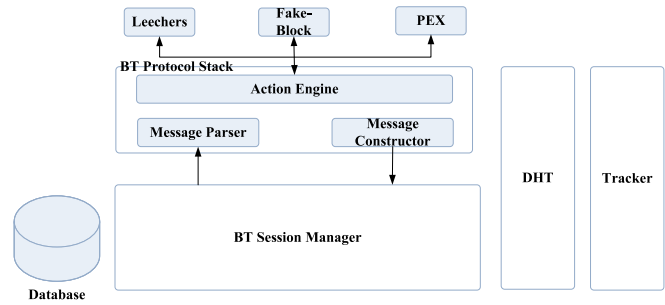 Leechers
Fake-
Block
PEX
BT Protocol Stack
Action Engine
Message Parser
Message
Constructor
DHT
Tracker
BT Session Manager
Database